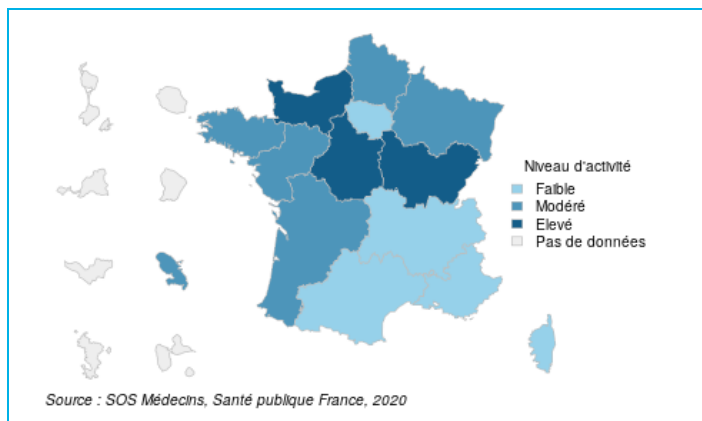 Niveau d'activité
Faible
Modéré
Elevé
Pas de données
Source : SOS Médecins, Santé publique France, 2020